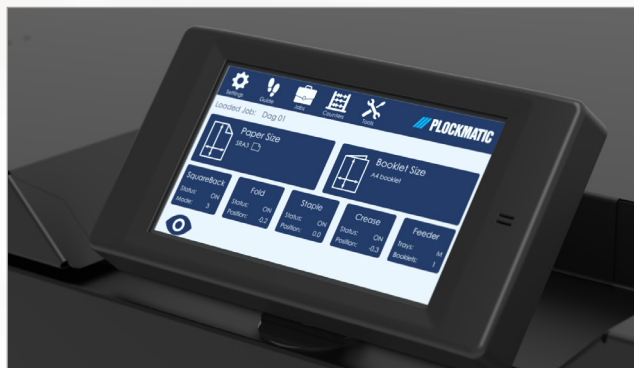 Settings
Guide
Jobs
Counters
Tools
PLOCKMATIC
Loaded Job: Dag 01
Paper Size
SRA3
Booklet Size
A4 booklet
SquareBack
Status: ON
Mode: 3
Fold
Status: ON
Position: -0.2
Staple
Status: ON
Position: 0.0
Crease
Status: ON
Position: -0.3
Feeder
Trays: M
Booklets: 1